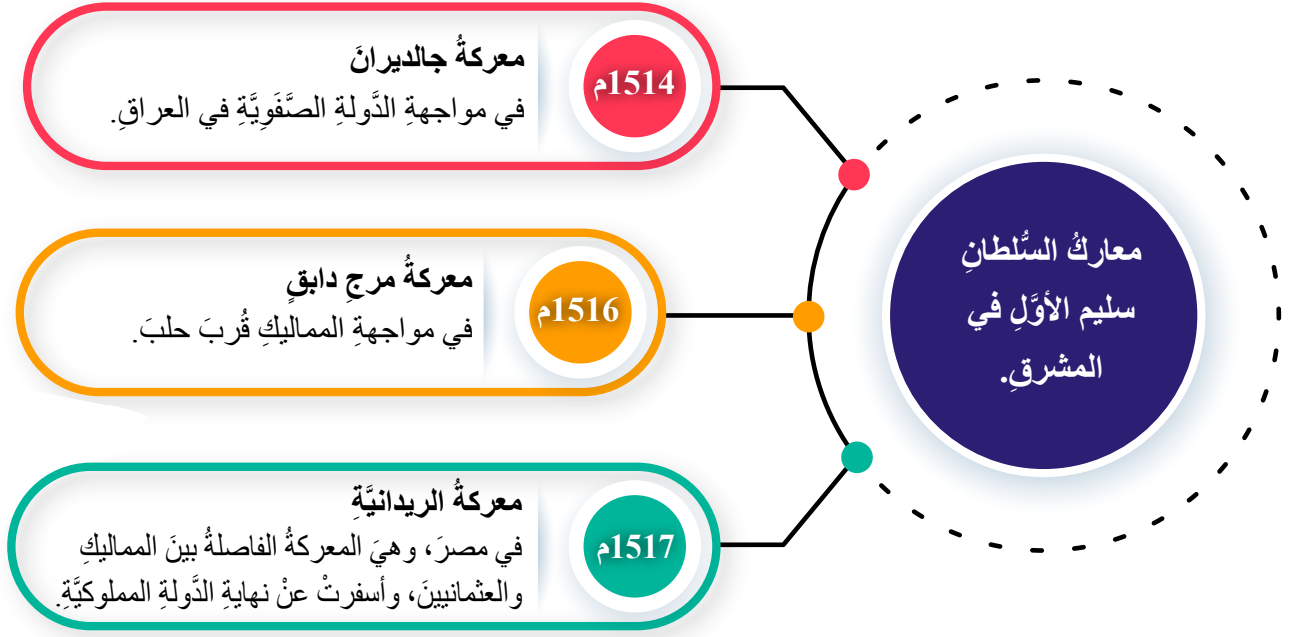 معاركُ السُّلطانِ
سليم الأوَّلِ في
المشرقِ.
1514م
معركةُ جالديرانَ
في مواجهةِ الدَّولةِ الصَّفَوِيَّةِ في العراقِ.
1516م
معركةُ مرجِ دابقٍ
في مواجهةِ المماليكِ قُربَ حلبَ.
1517م
معركةُ الريدانيَّةِ
في مصرَ، وهيَ المعركةُ الفاصلةُ بينَ المماليكِ
والعثمانيينَ، وأسفرتْ عنْ نهايةِ الدَّولةِ المملوكيَّةِ.